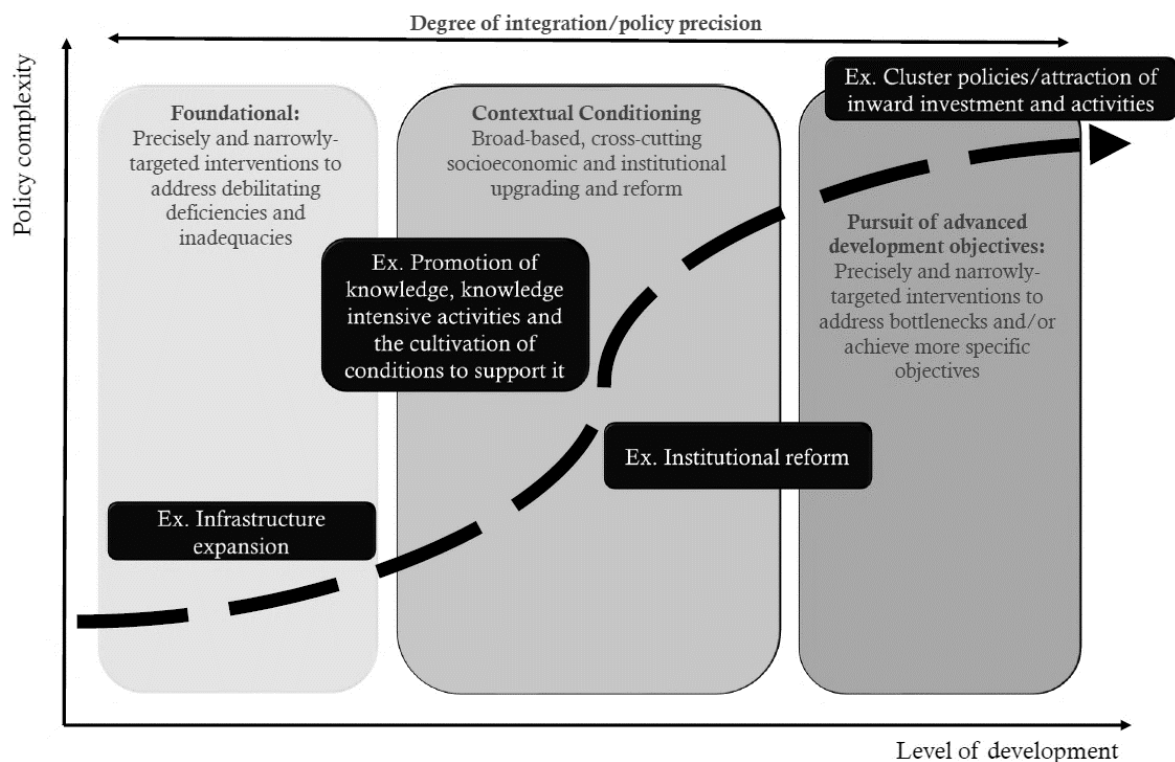 Degree of integration/policy precision
Policy complexity
Foundational:
Precisely and narrowly-
targeted interventions to
address debilitating
deficiencies and
inadequacies
Contextual Conditioning
Broad-based, cross-cutting
socioeconomic and institutional
upgrading and reform
Ex. Cluster policies/attraction of
inward investment and activities
Pursuit of advanced
development objectives:
Precisely and narrowly-
targeted interventions to
address bottlenecks and/or
achieve more specific
objectives
Ex. Promotion of
knowledge, knowledge
intensive activities and
the cultivation of
conditions to support it
Ex. Institutional reform
Ex. Infrastructure
expansion
Level of development